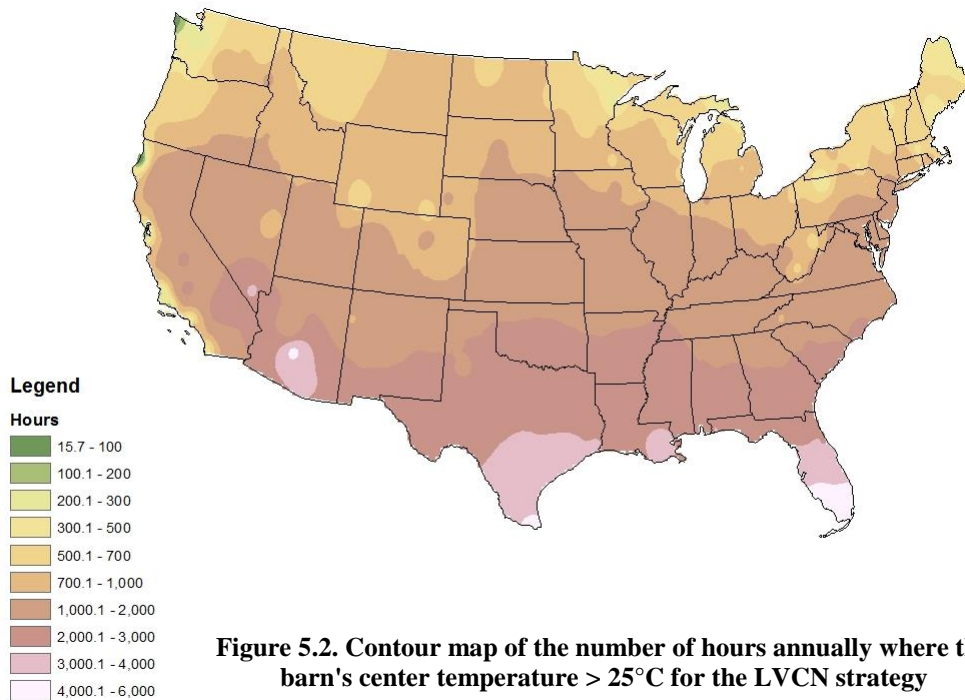 Legend
Hours
15.7 - 100
100.1 - 200
200.1 - 300
300.1 - 500
500.1 - 700
700.1 - 1,000
1,000.1 - 2,000
2,000.1 - 3,000
3,000.1 - 4,000
4,000.1 - 6,000
Figure 5.2. Contour map of the number of hours annually where t
barn's center temperature > 25°C for the LVCN strategy